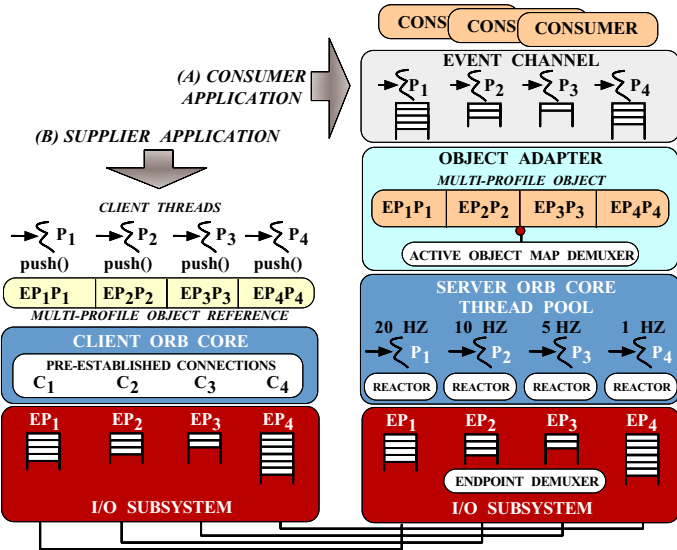 CONS
CONS
CONSUMER
EVENT CHANNEL
P1 P2 P3 P4
(A) CONSUMER
APPLICATION
(B) SUPPLIER APPLICATION
OBJECT ADAPTER
MULTI-PROFILE OBJECT
EP1P1 EP2P2 EP3P3 EP4P4
ACTIVE OBJECT MAP DEMUXER
CLIENT THREADS
P1 P2 P3 P4
push() push() push() push()
EP1P1 EP2P2 EP3P3 EP4P4
MULTI-PROFILE OBJECT REFERENCE
CLIENT ORB CORE
PRE-ESTABLISHED CONNECTIONS
C1 C2 C3 C4
EP1 EP2 EP3 EP4
I/O SUBSYSTEM
SERVER ORB CORE
THREAD POOL
20 HZ 10 HZ 5 HZ 1 HZ
P1 P2 P3 P4
REACTOR REACTOR REACTOR REACTOR
EP1 EP2 EP3 EP4
ENDPOINT DEMUXER
I/O SUBSYSTEM